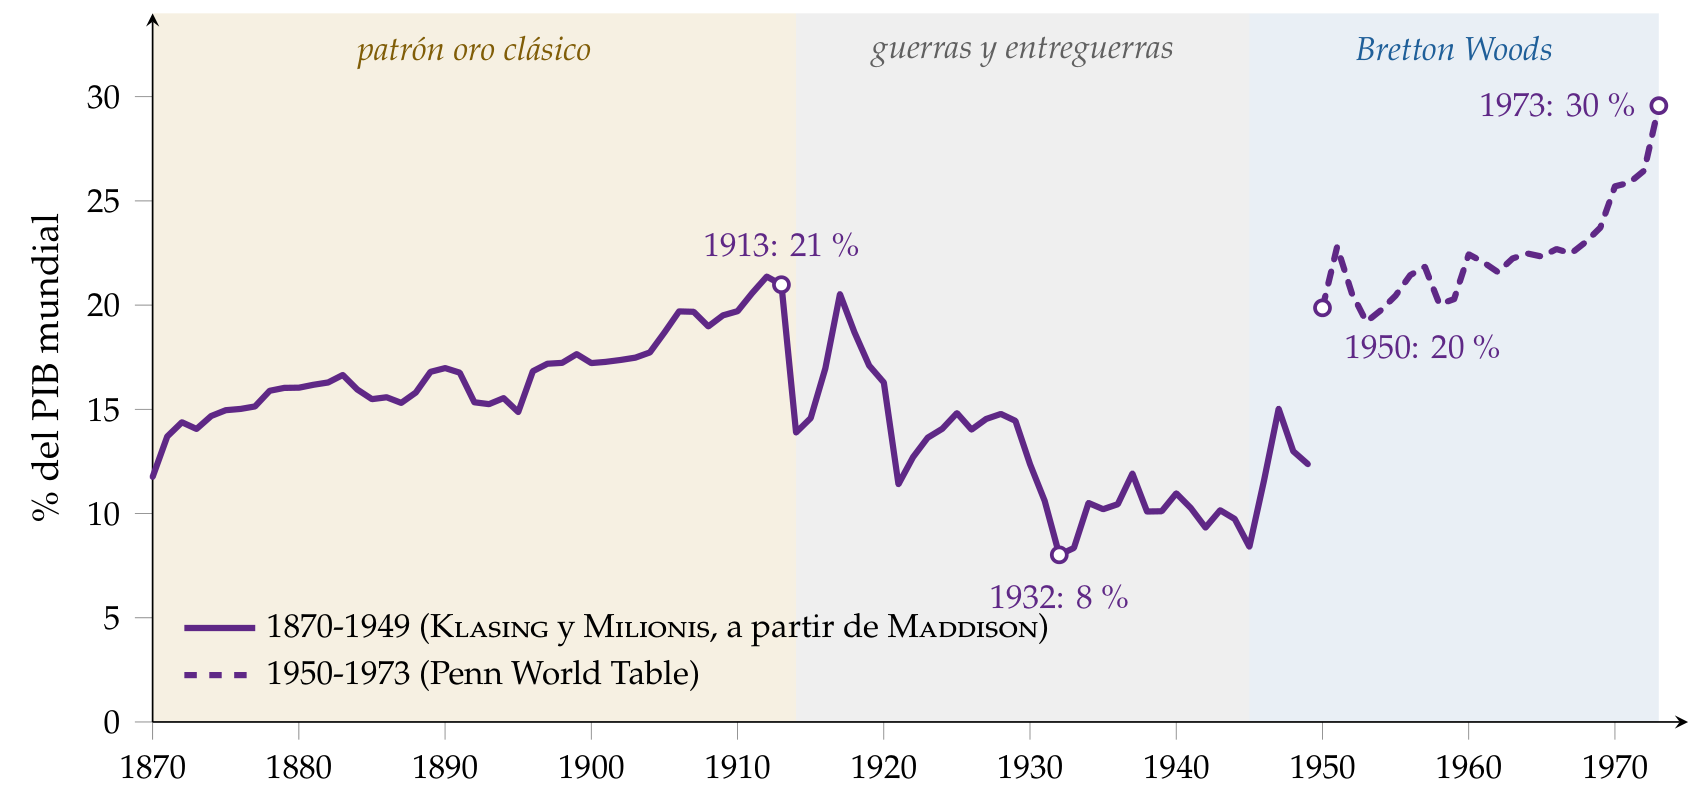 patrón oro clásico
guerras y entreguerras
Bretton Woods
% del PIB mundial
30
25
20
15
10
5
0
1973: 30 %
1913: 21 %
1950: 20 %
1932: 8 %
1870-1949 (Klasing y Milionis, a partir de Maddison)
1950-1973 (Penn World Table)
1870 1880 1890 1900 1910 1920 1930 1940 1950 1960 1970